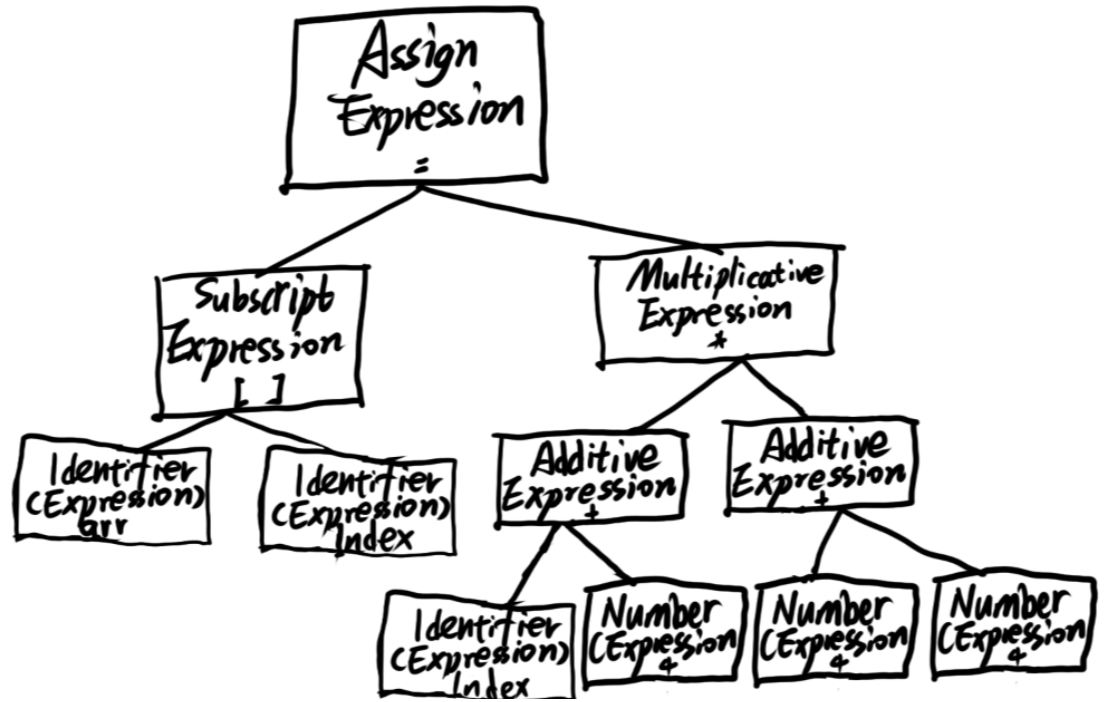 Assign
Expression
=
Subscript
Expression
[ ]
Multiplicative
Expression
*
Identifier
(Expression)
arr
Identifier
(Expression)
Index
Additive
Expression
+
Additive
Expression
+
Identifier
(Expression)
Index
Number
(Expression
4
Number
(Expression)
4
Number
(Expression
4